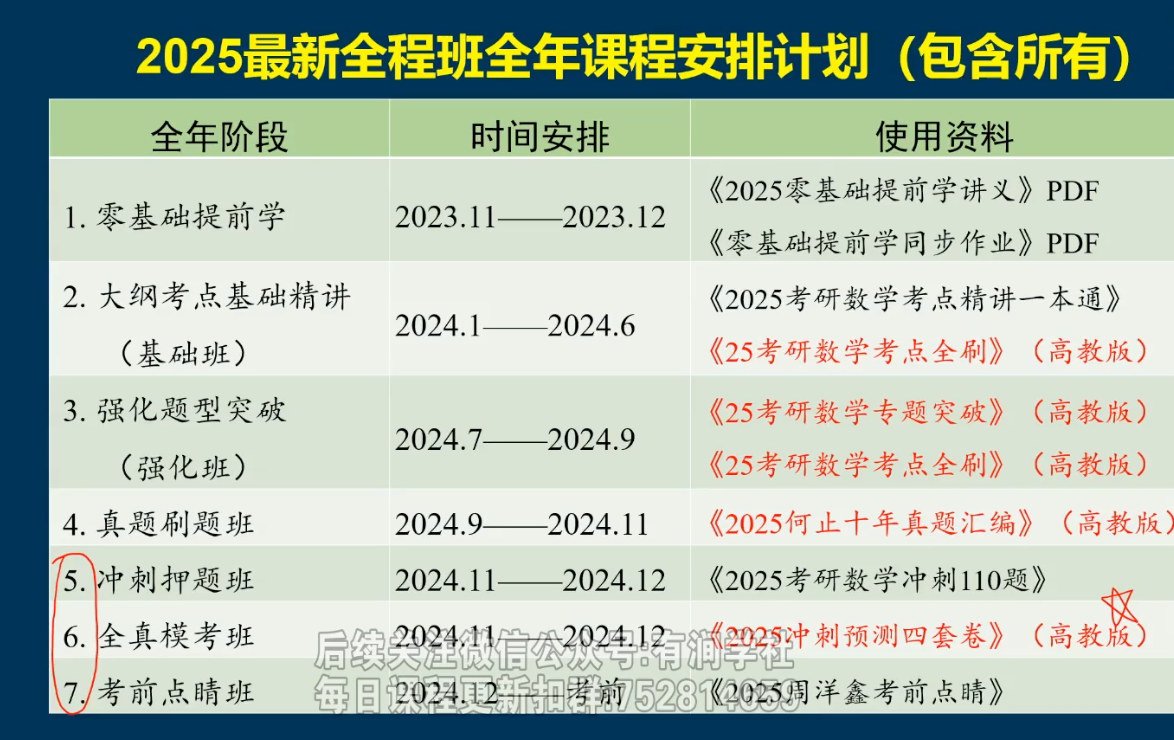 2025最新全程班全年课程安排计划（包含所有）
全年阶段 时间安排 使用资料
1. 零基础提前学 2023.11——2023.12 《2025零基础提前学讲义》PDF
《零基础提前学同步作业》PDF
2. 大纲考点基础精讲
（基础班） 2024.1——2024.6 《2025考研数学考点精讲一本通》
《25考研数学考点全刷》（高教版）
3. 强化题型突破
（强化班） 2024.7——2024.9 《25考研数学专题突破》（高教版）
《25考研数学考点全刷》（高教版）
4. 真题刷题班 2024.9——2024.11 《2025何止十年真题汇编》（高教版）
5. 冲刺押题班 2024.11——2024.12 《2025考研数学冲刺110题》
6. 全真模考班 2024.11——2024.12 《2025冲刺预测四套卷》（高教版）
后续关注微信公众号:有润学社
7. 考前点睛班 2024.12——考前 《2025周洋鑫考前点睛》
每日课程更新扣群: